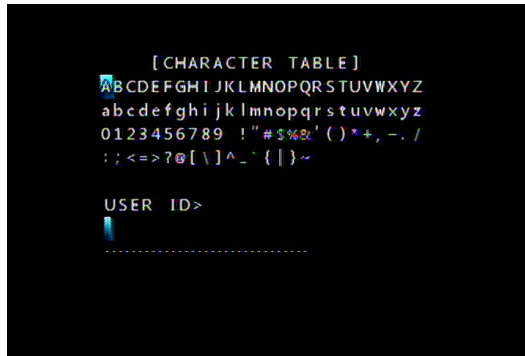 [CHARACTER TABLE]
ABCDEFGHIJKLMNOPQRSTUVWXYZ
abcdefghijklmnopqrstuvwxyz
0123456789 !"#$%&'()*+,-./
:;<=>?@[\]^_`{|}~
USER ID>